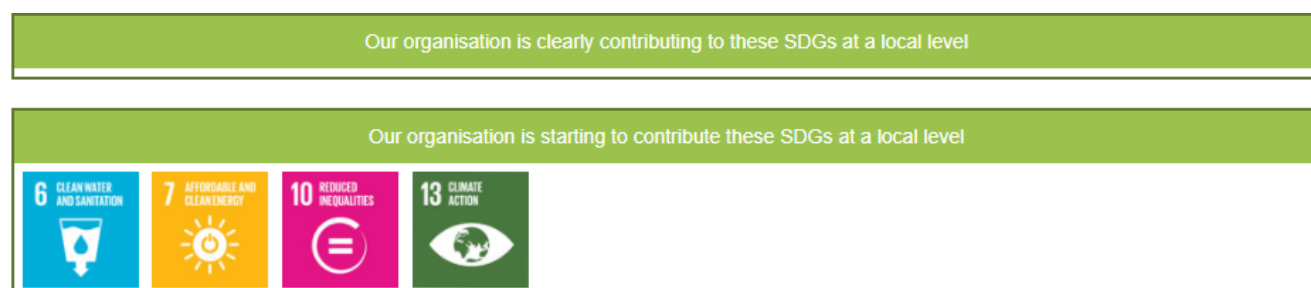 Our organisation is clearly contributing to these SDGs at a local level
Our organisation is starting to contribute these SDGs at a local level
6 CLEAN WATER
AND SANITATION
7 AFFORDABLE AND
CLEAN ENERGY
10 REDUCED
INEQUALITIES
13 CLIMATE
ACTION